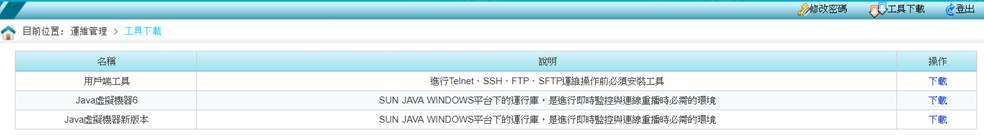 修改密碼 工具下載 登出
目前位置: 運維管理 > 工具下載
名稱 說明 操作
用戶端工具 進行Telnet、SSH、FTP、SFTP運維操作前必須安裝工具 下載
Java虛擬機器6 SUN JAVA WINDOWS平台下的運行庫，是進行即時監控與連線重播時必需的環境 下載
Java虛擬機器新版本 SUN JAVA WINDOWS平台下的運行庫，是進行即時監控與連線重播時必需的環境 下載